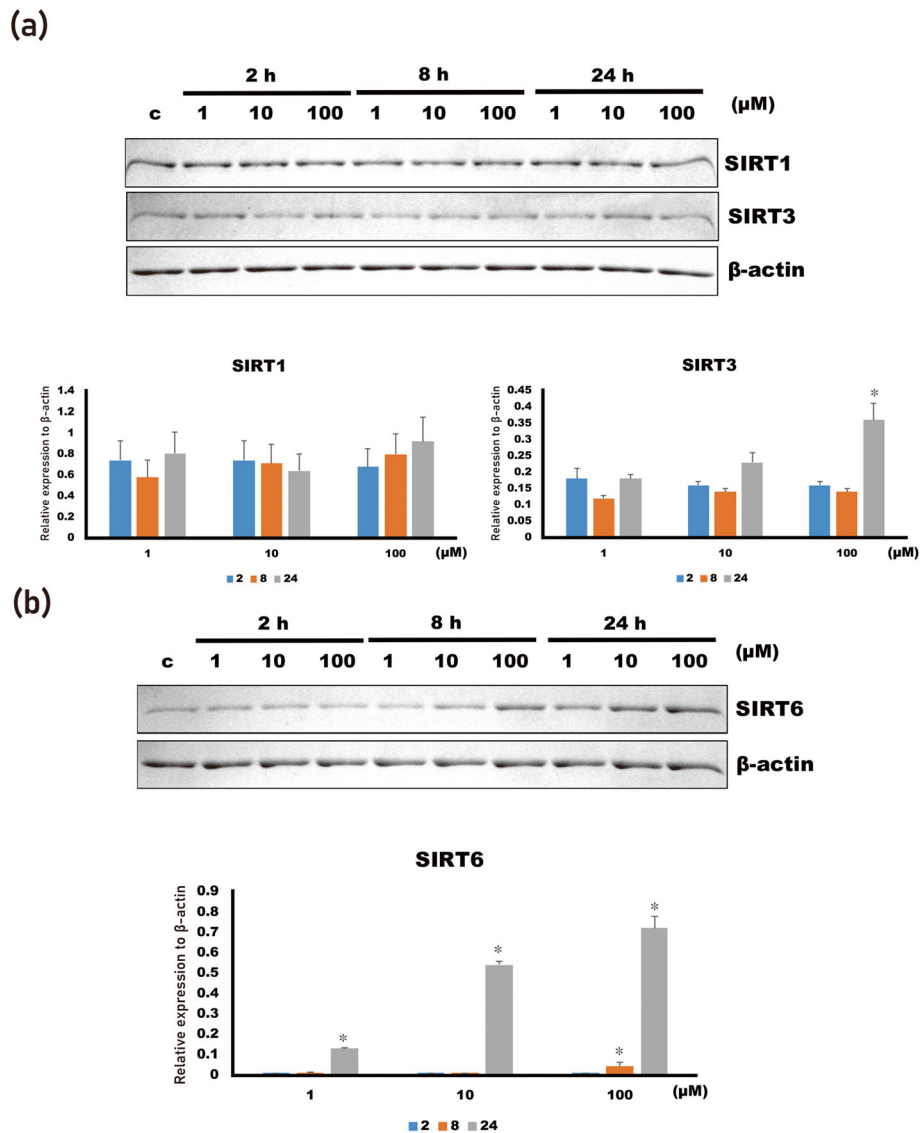 (a)
2 h 8 h 24 h
c 1 10 100 1 10 100 1 10 100 (µM)
SIRT1
SIRT3
β-actin
SIRT1
Relative expression to β-actin
1.4
1.2
1
0.8
0.6
0.4
0.2
0
1 10 100 (µM)
2 8 24
SIRT3
Relative expression to β-actin
0.45
0.4
0.35
0.3
0.25
0.2
0.15
0.1
0.05
0
*
1 10 100 (µM)
2 8 24
(b)
2 h 8 h 24 h
c 1 10 100 1 10 100 1 10 100 (µM)
SIRT6
β-actin
SIRT6
Relative expression to β-actin
0.9
0.8
0.7
0.6
0.5
0.4
0.3
0.2
0.1
0
* * * *
1 10 100 (µM)
2 8 24